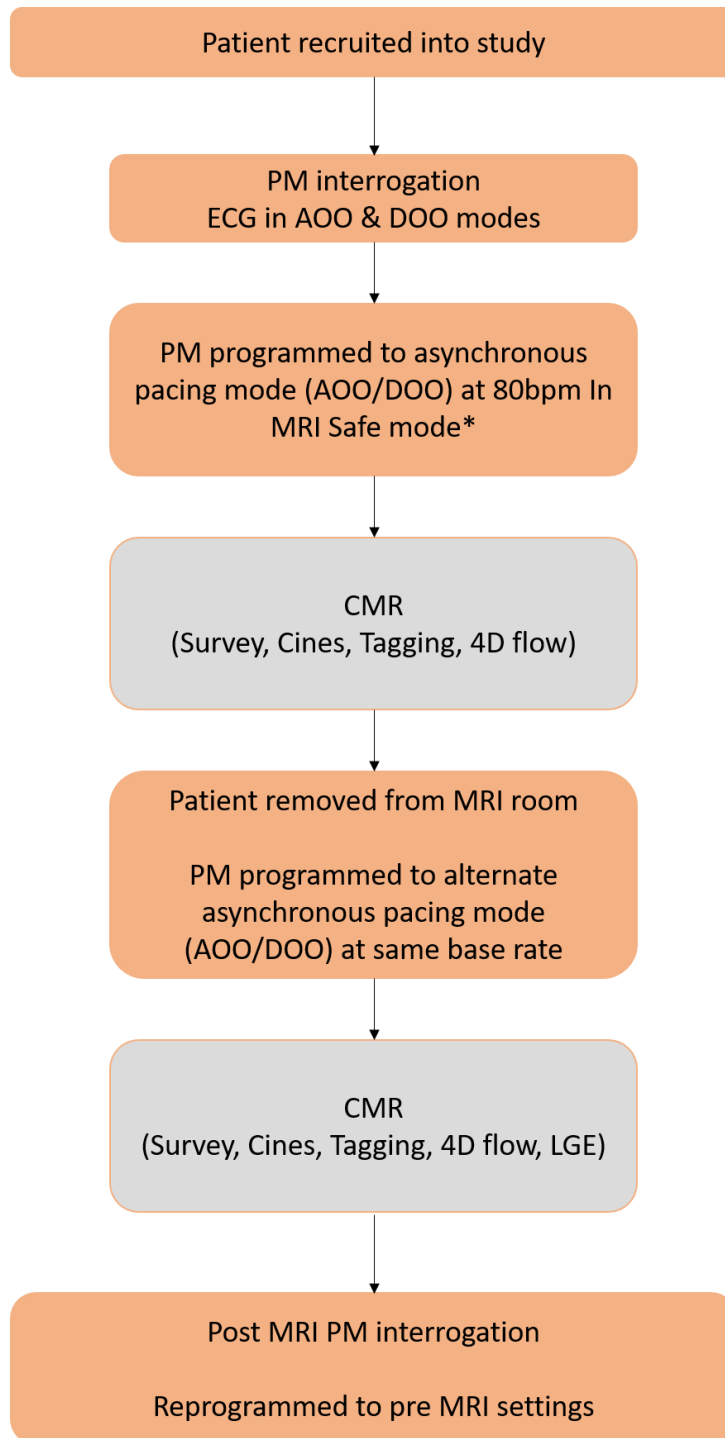 Patient recruited into study
PM interrogation
ECG in AOO & DOO modes
PM programmed to asynchronous
pacing mode (AOO/DOO) at 80bpm In
MRI Safe mode*
CMR
(Survey, Cines, Tagging, 4D flow)
Patient removed from MRI room
PM programmed to alternate
asynchronous pacing mode
(AOO/DOO) at same base rate
CMR
(Survey, Cines, Tagging, 4D flow, LGE)
Post MRI PM interrogation
Reprogrammed to pre MRI settings